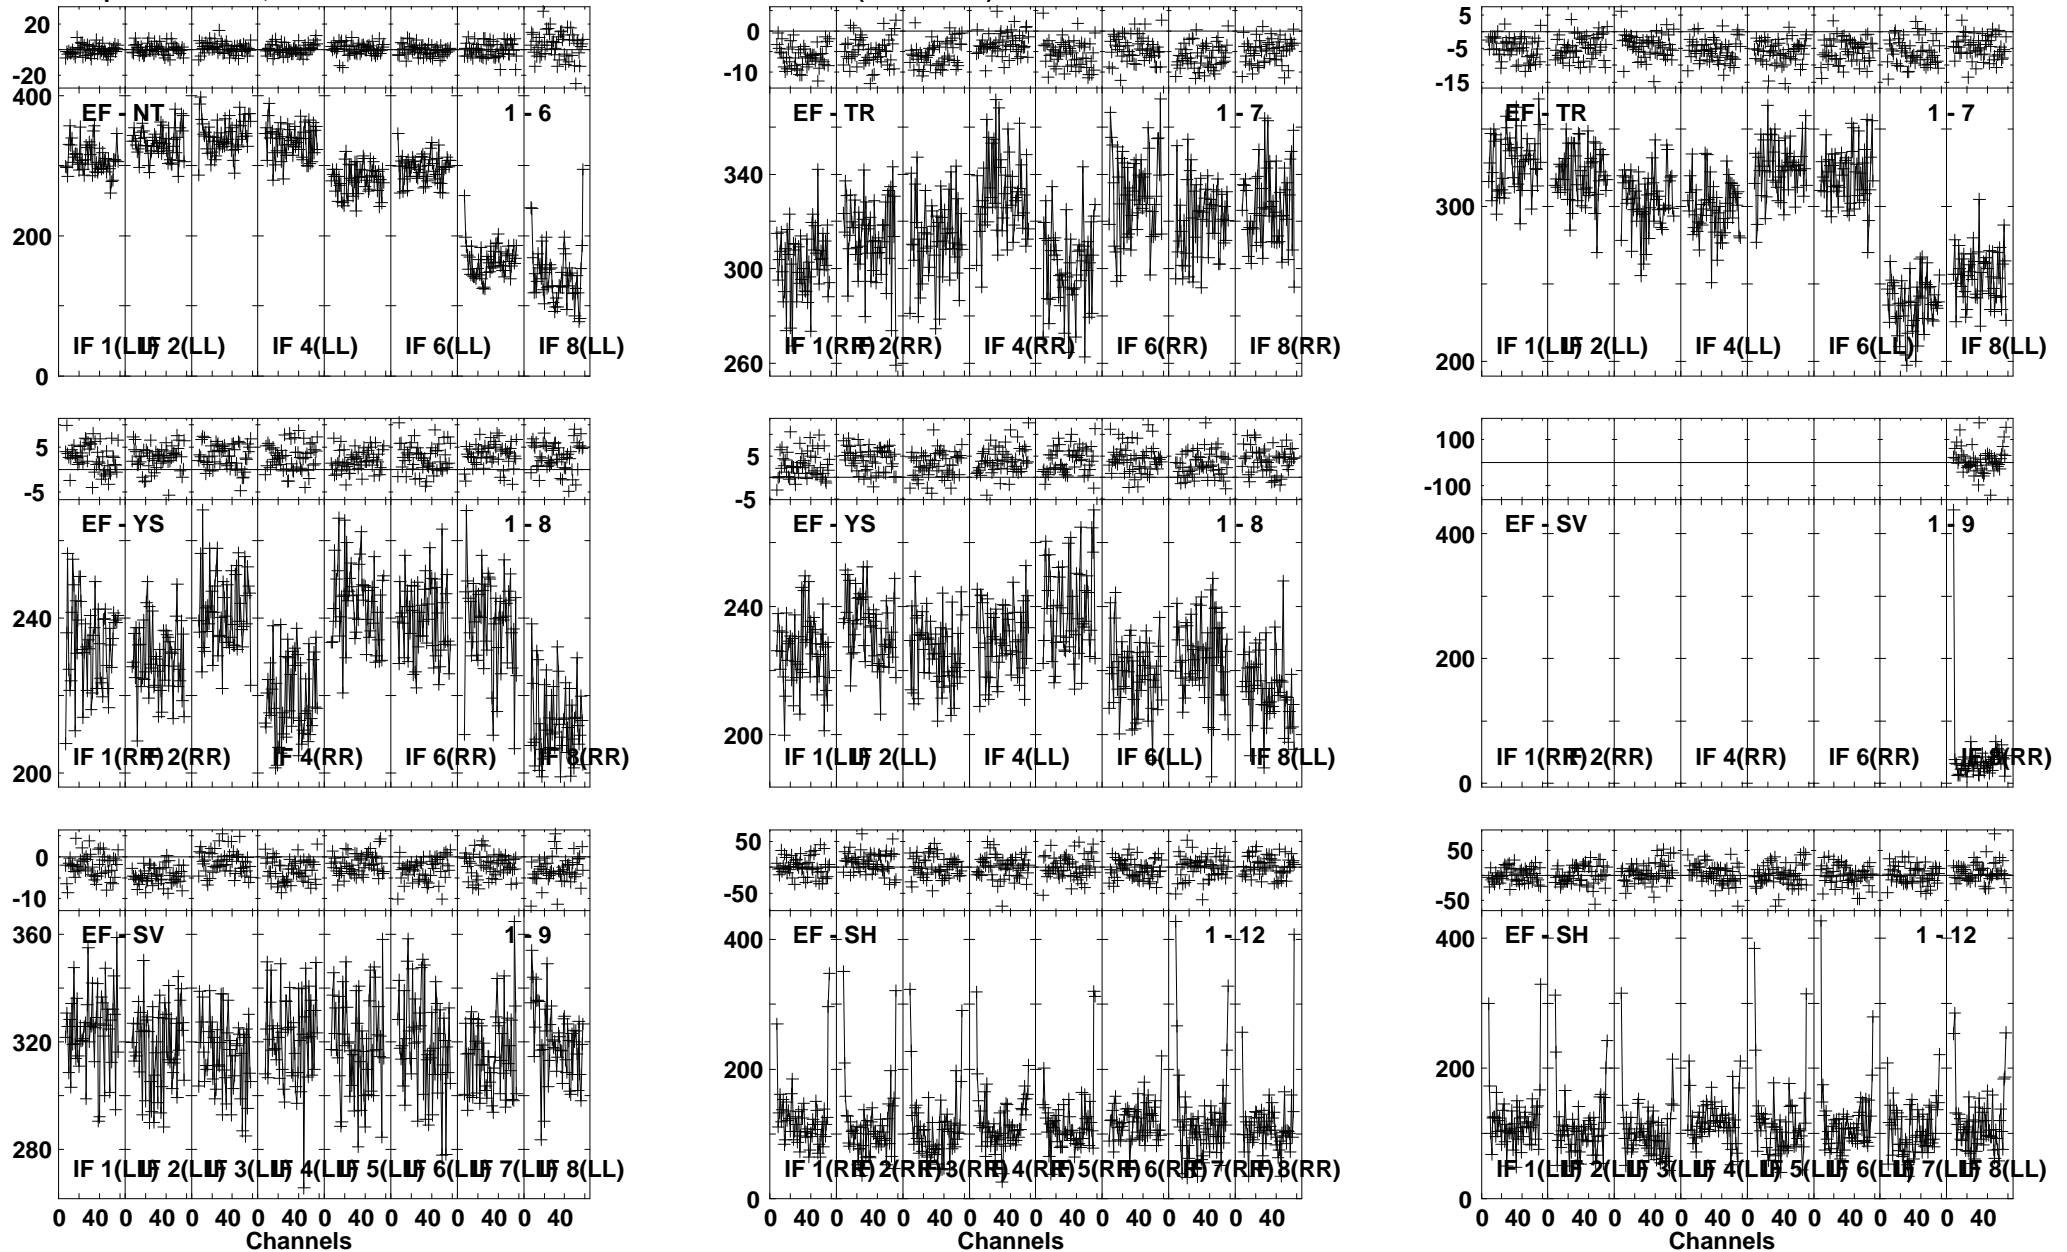 20
-20
400
200
0
EF - NT
1 - 6
IF 1(LL) IF 2(LL) IF 4(LL) IF 6(LL) IF 8(LL)
0
-10
340
300
260
EF - TR
1 - 7
IF 1(RR) IF 2(RR) IF 4(RR) IF 6(RR) IF 8(RR)
5
-5
-15
300
200
EF - TR
1 - 7
IF 1(LL) IF 2(LL) IF 4(LL) IF 6(LL) IF 8(LL)
5
-5
240
200
EF - YS
1 - 8
IF 1(RR) IF 2(RR) IF 4(RR) IF 6(RR) IF 8(RR)
5
-5
240
200
EF - YS
1 - 8
IF 1(LL) IF 2(LL) IF 4(LL) IF 6(LL) IF 8(LL)
100
-100
400
200
0
EF - SV
1 - 9
IF 1(RR) IF 2(RR) IF 4(RR) IF 6(RR) IF 8(RR)
0
-10
360
320
280
EF - SV
1 - 9
IF 1(LL) IF 2(LL) IF 3(LL) IF 4(LL) IF 5(LL) IF 6(LL) IF 7(LL) IF 8(LL)
0 40 0 40 0 40 0 40 0 40 0 40 0 40 0 40
Channels
50
-50
400
200
0
EF - SH
1 - 12
IF 1(RR) IF 2(RR) IF 3(RR) IF 4(RR) IF 5(RR) IF 6(RR) IF 7(RR) IF 8(RR)
0 40 0 40 0 40 0 40 0 40 0 40 0 40 0 40
Channels
50
-50
400
200
0
EF - SH
1 - 12
IF 1(LL) IF 2(LL) IF 3(LL) IF 4(LL) IF 5(LL) IF 6(LL) IF 7(LL) IF 8(LL)
0 40 0 40 0 40 0 40 0 40 0 40 0 40 0 40
Channels